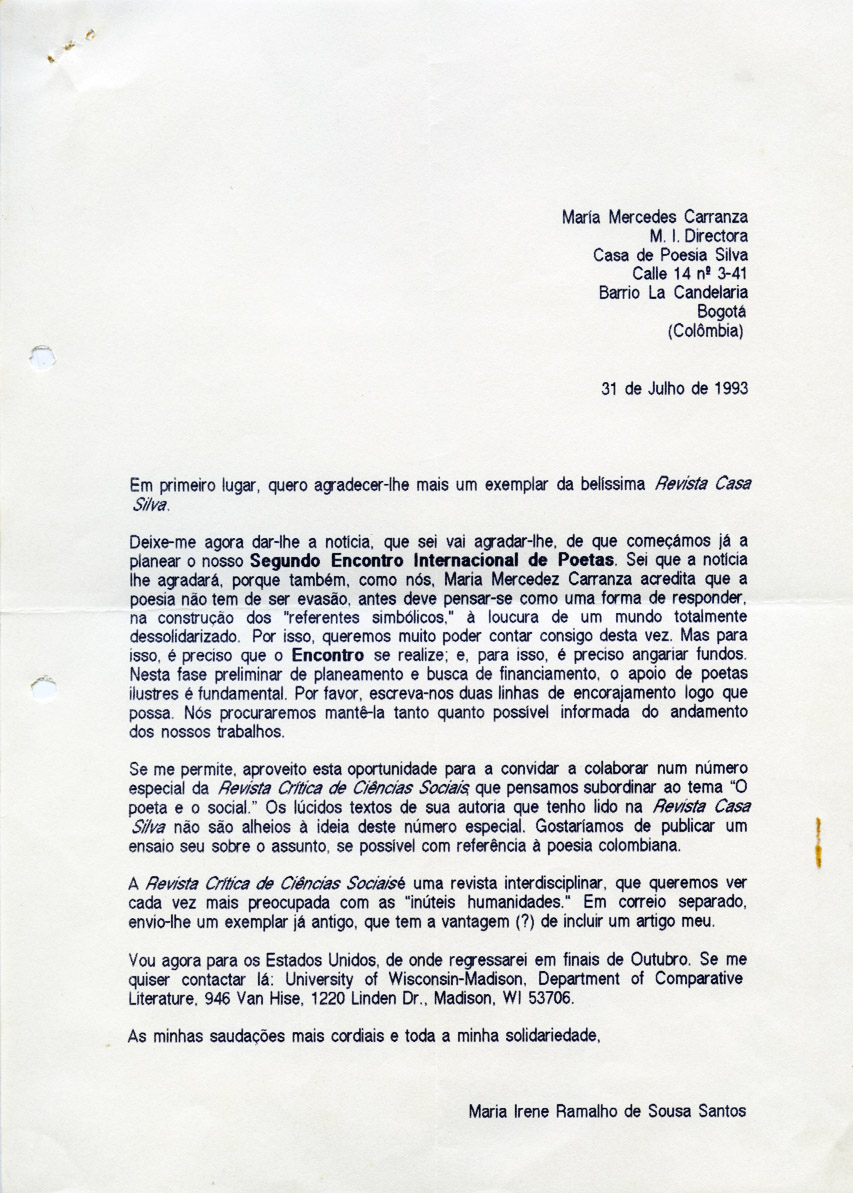 María Mercedes Carranza
M. I. Directora
Casa de Poesia Silva
Calle 14 nº 3-41
Barrio La Candelaria
Bogotá
(Colômbia)
31 de Julho de 1993
Em primeiro lugar, quero agradecer-lhe mais um exemplar da belíssima Revista Casa
Silva.
Deixe-me agora dar-lhe a noticia, que sei vai agradar-lhe, de que começámos já a
planear o nosso Segundo Encontro Internacional de Poetas. Sei que a notícia
lhe agradará, porque também, como nós, Maria Mercedez Carranza acredita que a
poesia não tem de ser evasão, antes deve pensar-se como uma forma de responder,
na construção dos "referentes simbólicos," à loucura de um mundo totalmente
dessolidarizado. Por isso, queremos muito poder contar consigo desta vez. Mas para
isso, é preciso que o Encontro se realize; e, para isso, é preciso angariar fundos.
Nesta fase preliminar de planeamento e busca de financiamento, o apoio de poetas
ilustres é fundamental. Por favor, escreva-nos duas linhas de encorajamento logo que
possa. Nós procuraremos mantê-la tanto quanto possível informada do andamento
dos nossos trabalhos.
Se me permite, aproveito esta oportunidade para a convidar a colaborar num número
especial da Revista Crítica de Ciências Sociais, que pensamos subordinar ao tema "O
poeta e o social." Os lúcidos textos de sua autoria que tenho lido na Revista Casa
Silva não são alheios à ideia deste número especial. Gostaríamos de publicar um
ensaio seu sobre o assunto, se possível com referência à poesia colombiana.
A Revista Crítica de Ciências Sociaisé uma revista interdisciplinar, que queremos ver
cada vez mais preocupada com as "inúteis humanidades." Em correio separado,
envio-lhe um exemplar já antigo, que tem a vantagem (?) de incluir um artigo meu.
Vou agora para os Estados Unidos, de onde regressarei em finais de Outubro. Se me
quiser contactar lá: University of Wisconsin-Madison, Department of Comparative
Literature, 946 Van Hise, 1220 Linden Dr., Madison, WI 53706.
As minhas saudações mais cordiais e toda a minha solidariedade,
Maria Irene Ramalho de Sousa Santos